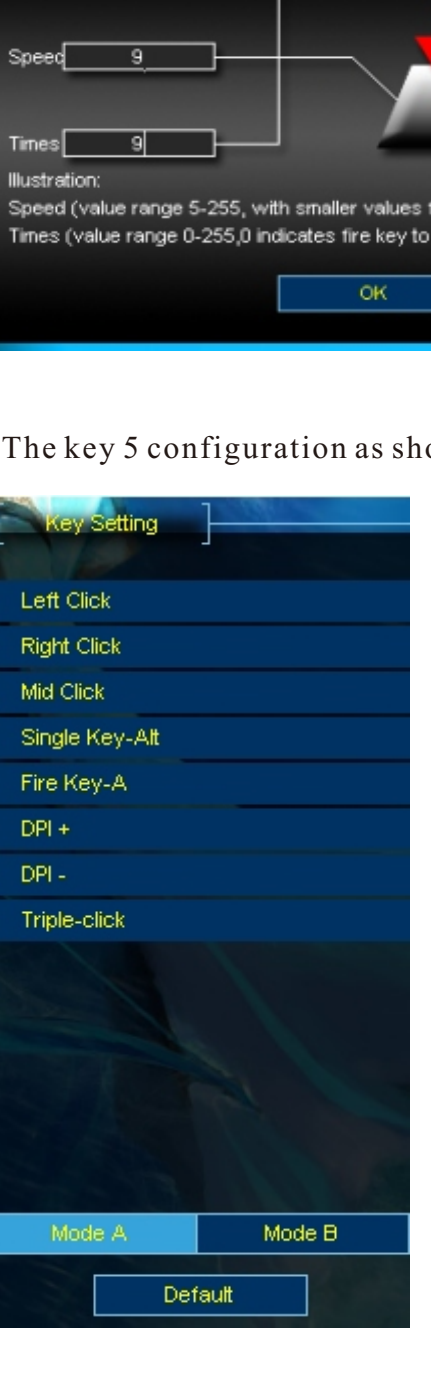 Speed 9
Times 9
Illustration:
Speed (value range 5-255, with smaller values
Times (value range 0-255,0 indicates fire key to
OK
The key 5 configuration as
Key Setting
Left Click
Right Click
Mid Click
Single Key-Alt
Fire Key-A
DPI +
DPI -
Triple-click
Mode A Mode B
Default